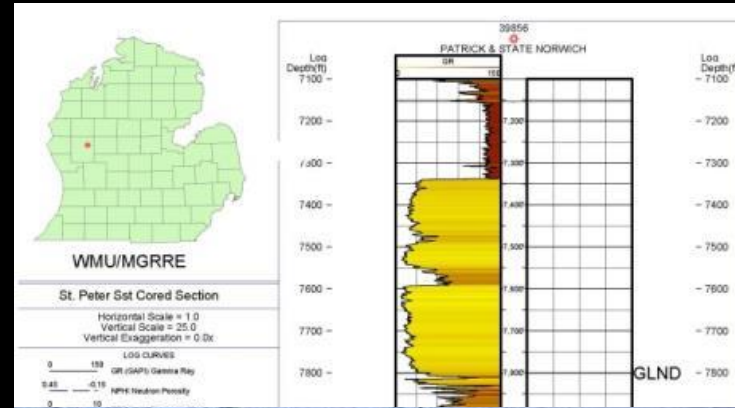 WMU/MGRRE
St. Peter Sst Cored Section
Horizontal Scale = 1.0
Vertical Scale = 25.0
Vertical Exaggeration = 0.0x
LOG CURVES
0 150 GR (GAPI) Gamma Ray
0.45 -0.15 NPHI Neutron Porosity
0 10
39856
PATRICK & STATE NORWICH
Log
Depth(ft)
GR
0 150
7100
7200
7300
7400
7500
7600
7700
7800
7,200
7,300
7,400
7,500
7,600
7,700
7,800
GLND
Log
Depth(f
7100
7200
7300
7400
7500
7600
7700
7800